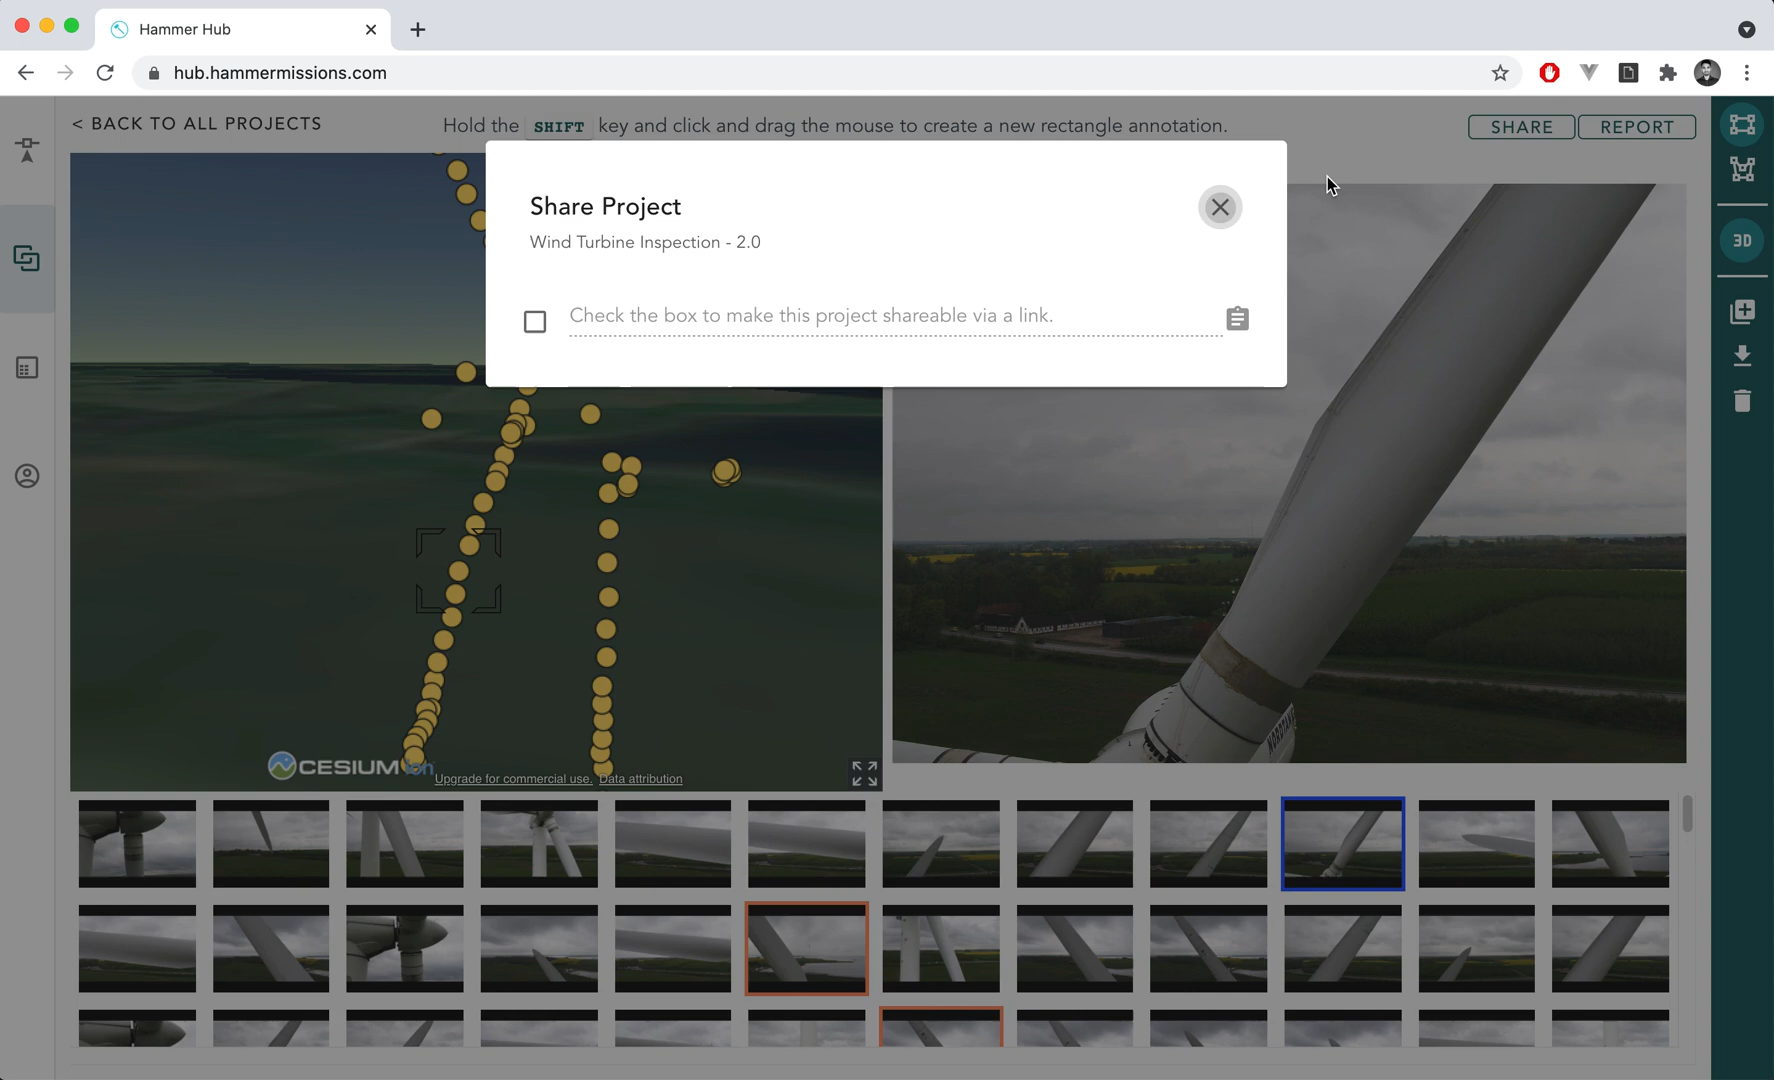 Hammer Hub
hub.hammermissions.com
< BACK TO ALL PROJECTS
Hold the SHIFT key and click and drag the mouse to create a new rectangle annotation.
SHARE
REPORT
Share Project
Wind Turbine Inspection - 2.0
Check the box to make this project shareable via a link.
3D
CESIUM ion
Upgrade for commercial use. Data attribution